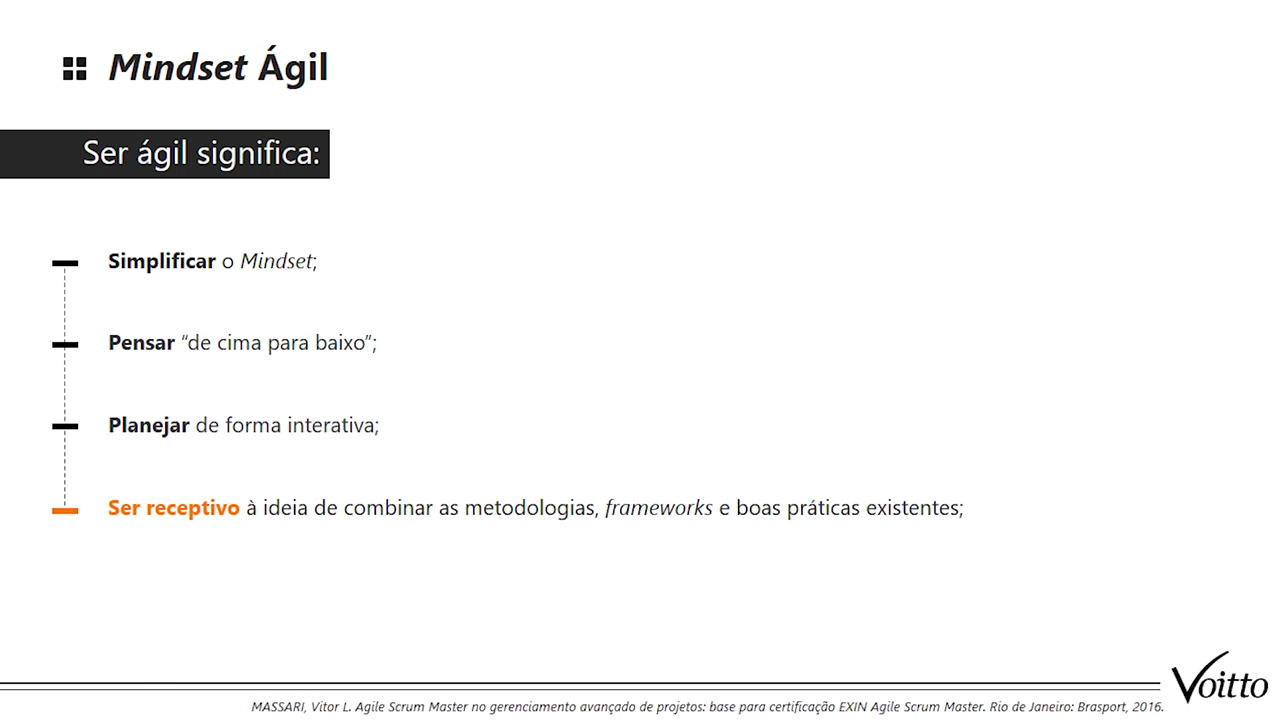 Mindset Ágil
Ser ágil significa:
Simplificar o Mindset;
Pensar “de cima para baixo”;
Planejar de forma interativa;
Ser receptivo à ideia de combinar as metodologias, frameworks e boas práticas existentes;
Voitto
MASSARI, Vitor L. Agile Scrum Master no gerenciamento avançado de projetos: base para certificação EXIN Agile Scrum Master. Rio de Janeiro: Brasport, 2016.